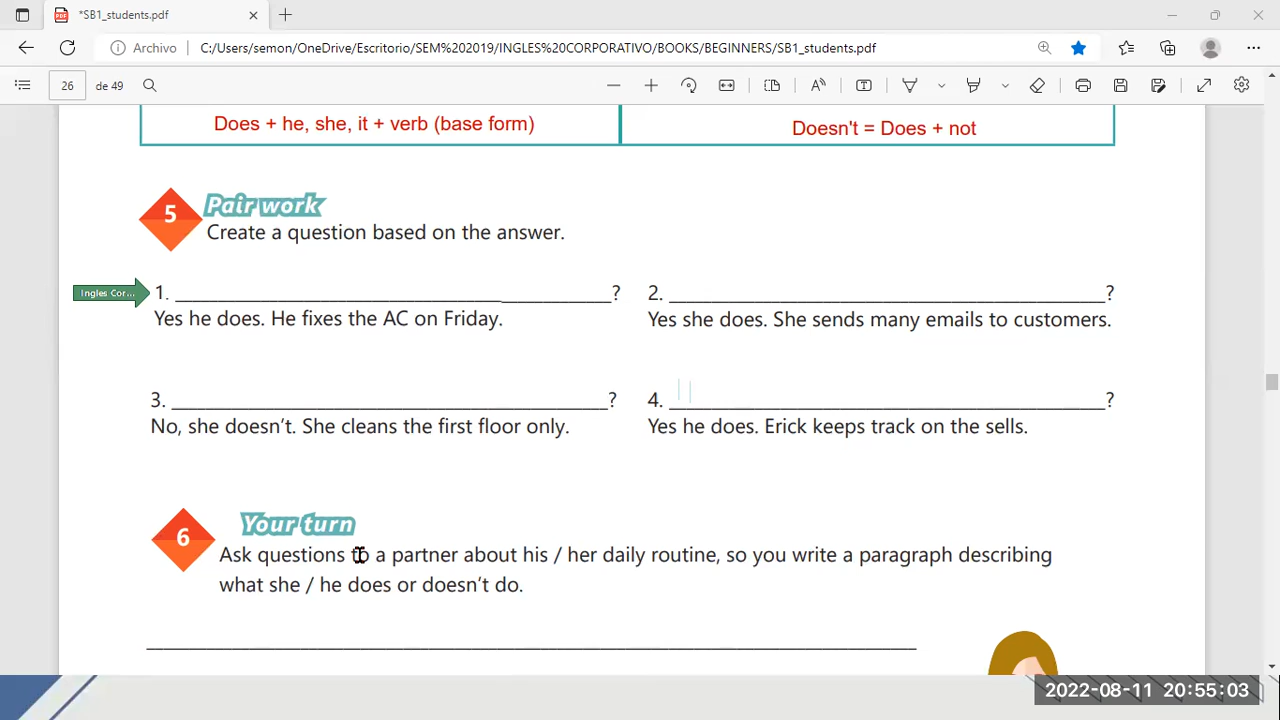 *SB1_students.pdf
Archivo
C:/Users/semon/OneDrive/Escritorio/SEM%202019/INGLES%20CORPORATIVO/BOOKS/BEGINNERS/SB1_students.pdf
26 de 49
Does + he, she, it + verb (base form)
Doesn't = Does + not
5 Pair work
Create a question based on the answer.
Ingles Cor...
1. ______________________________________?
Yes he does. He fixes the AC on Friday.
2. ______________________________________?
Yes she does. She sends many emails to customers.
3. ______________________________________?
No, she doesn't. She cleans the first floor only.
4. ______________________________________?
Yes he does. Erick keeps track on the sells.
6 Your turn
Ask questions to a partner about his / her daily routine, so you write a paragraph describing
what she / he does or doesn't do.
2022-08-11 20:55:03